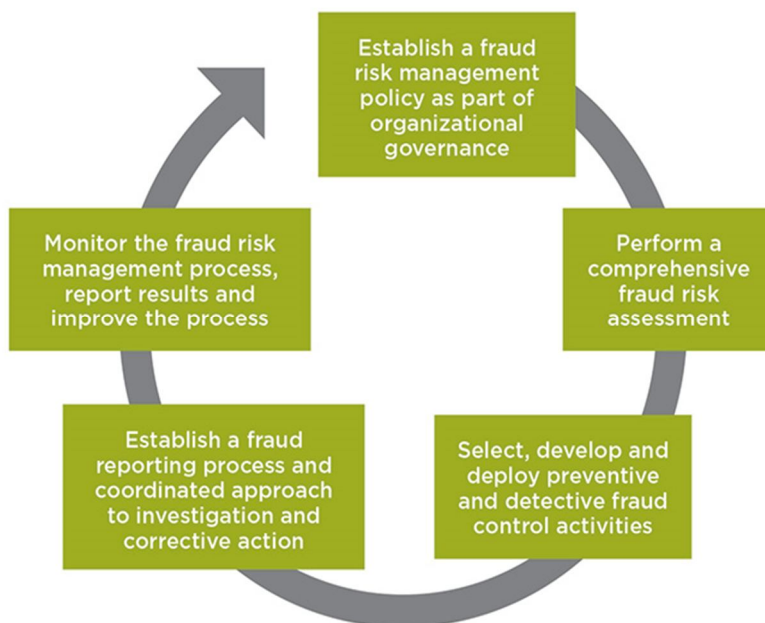 Establish a fraud
risk management
policy as part of
organizational
governance
Perform a
comprehensive
fraud risk
assessment
Select, develop and
deploy preventive
and detective fraud
control activities
Establish a fraud
reporting process and
coordinated approach
to investigation and
corrective action
Monitor the fraud risk
management process,
report results and
improve the process